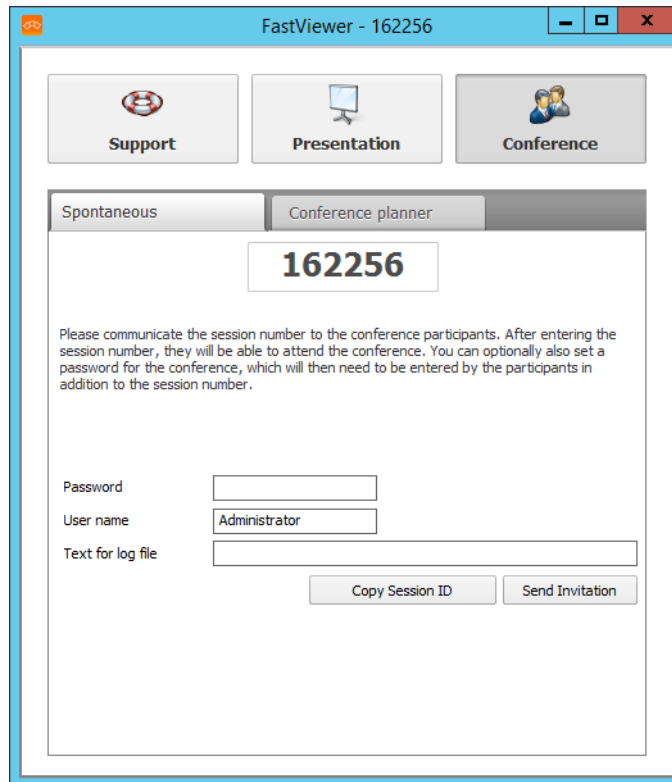 FastViewer - 162256
Support
Presentation
Conference
Spontaneous
Conference planner
162256
Please communicate the session number to the conference participants. After entering the
session number, they will be able to attend the conference. You can optionally also set a
password for the conference, which will then need to be entered by the participants in
addition to the session number.
Password
User name
Administrator
Text for log file
Copy Session ID
Send Invitation